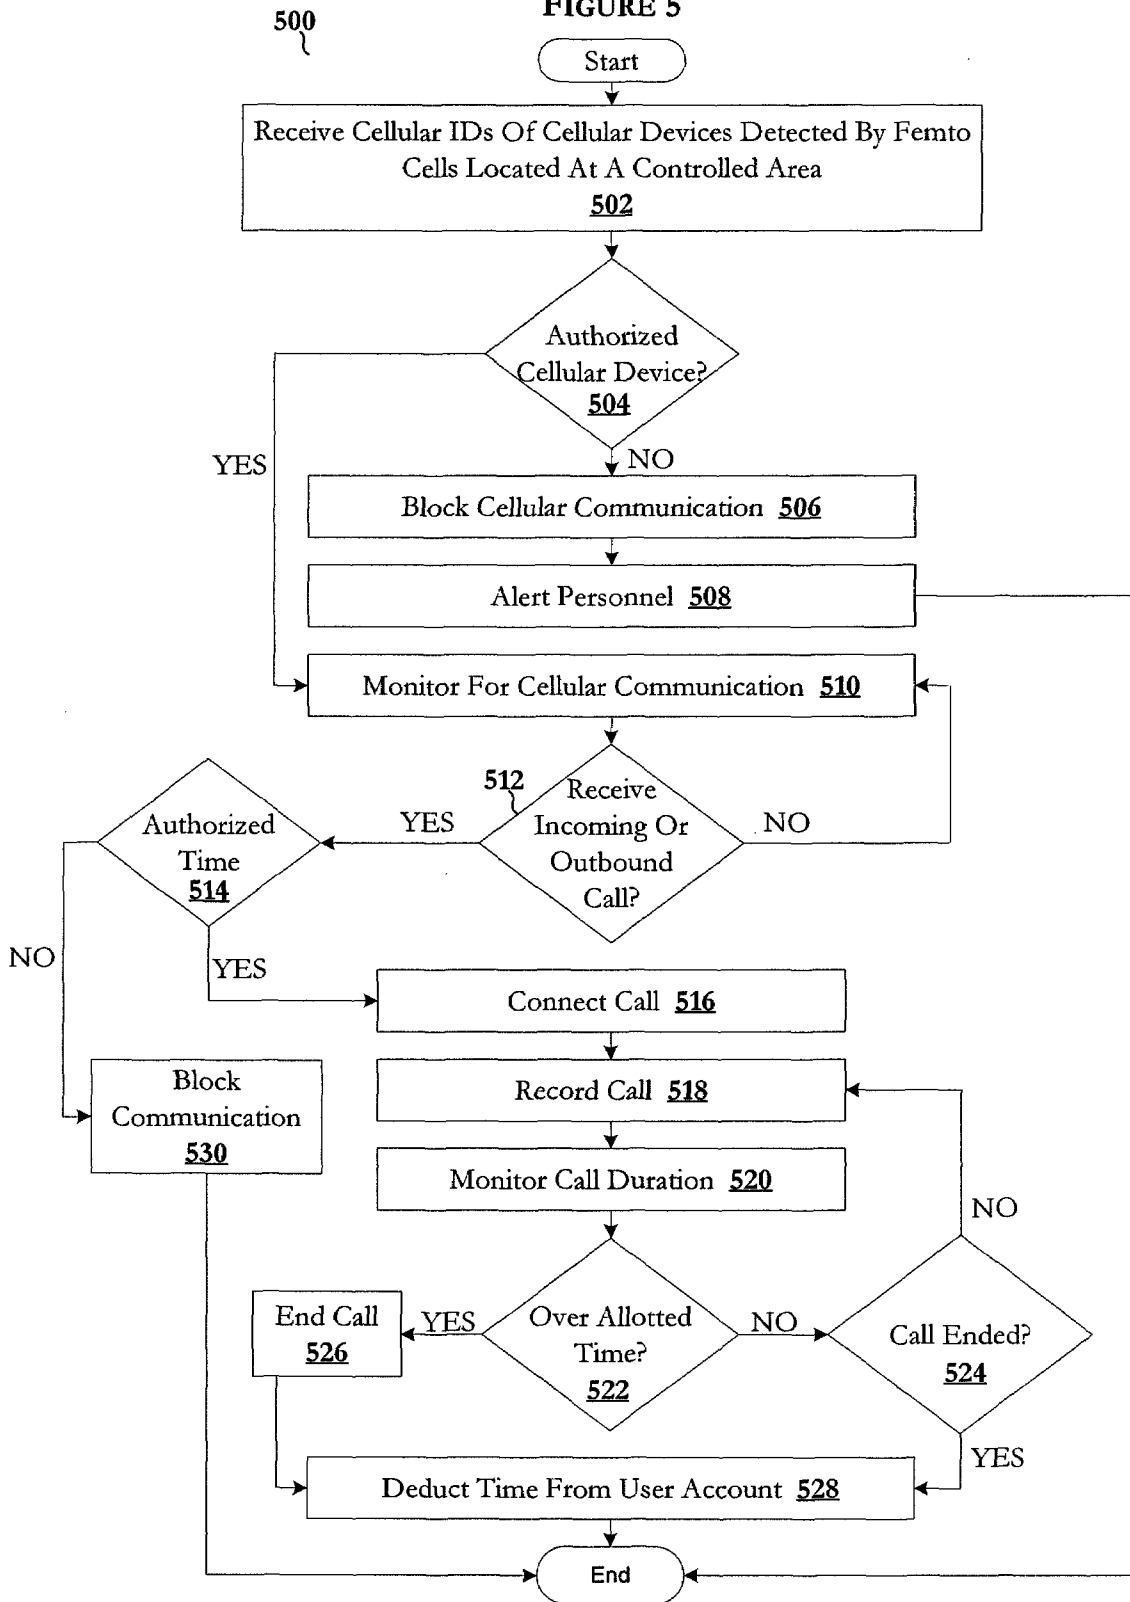 FIGURE 5
500
Start
Receive Cellular IDs Of Cellular Devices Detected By Femto
Cells Located At A Controlled Area
502
Authorized
Cellular Device?
504
YES
NO
Block Cellular Communication 506
Alert Personnel 508
Monitor For Cellular Communication 510
512
Receive
Incoming Or
Outbound
Call?
YES
NO
Authorized
Time
514
NO
YES
Connect Call 516
Record Call 518
Block
Communication
530
Monitor Call Duration 520
NO
End Call
526
YES
Over Allotted
Time?
522
NO
Call Ended?
524
YES
Deduct Time From User Account 528
End